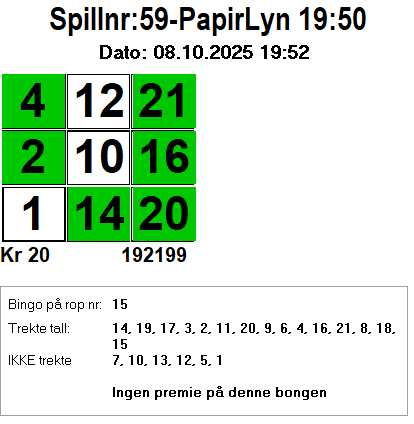 Spillnr:59-PapirLyn 19:50
Dato: 08.10.2025 19:52
4 12 21
2 10 16
1 14 20
Kr 20 192199
Bingo på rop nr: 15
Trekte tall: 14, 19, 17, 3, 2, 11, 20, 9, 6, 4, 16, 21, 8, 18,
15
IKKE trekte 7, 10, 13, 12, 5, 1
Ingen premie på denne bongen